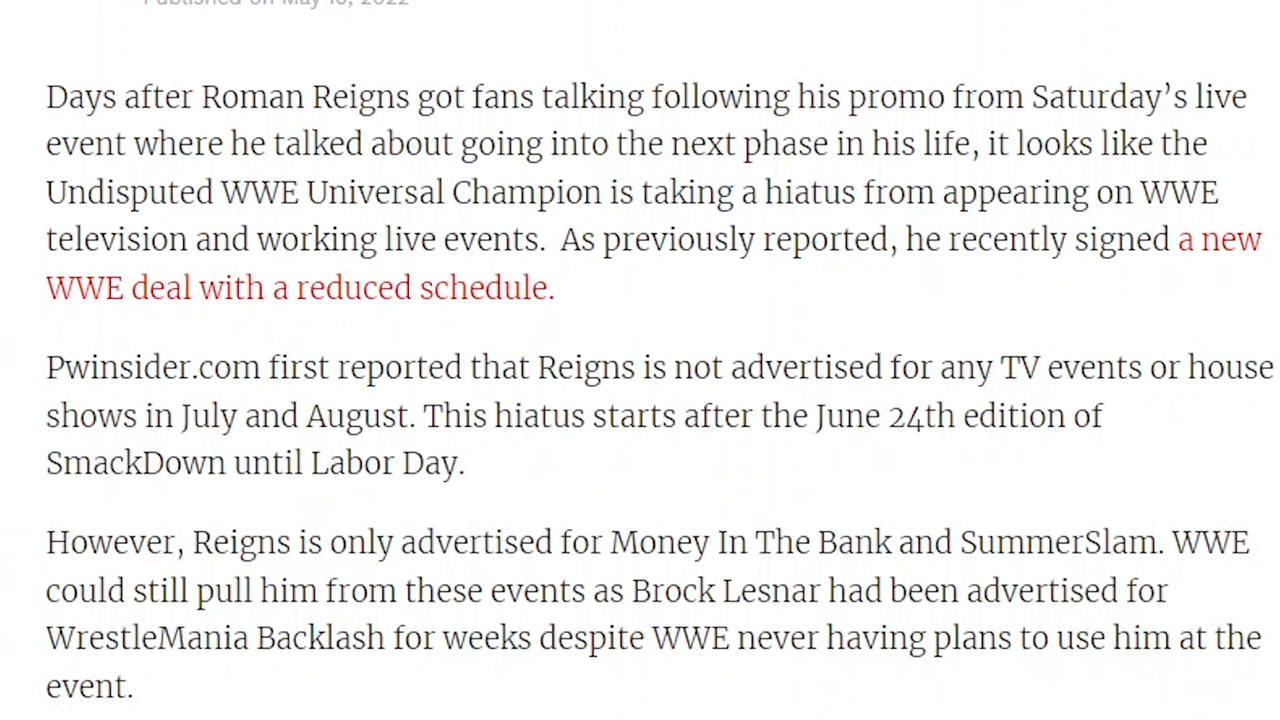 Published on May 10, 2022
Days after Roman Reigns got fans talking following his promo from Saturday’s live
event where he talked about going into the next phase in his life, it looks like the
Undisputed WWE Universal Champion is taking a hiatus from appearing on WWE
television and working live events.  As previously reported, he recently signed a new
WWE deal with a reduced schedule.
Pwinsider.com first reported that Reigns is not advertised for any TV events or house
shows in July and August. This hiatus starts after the June 24th edition of
SmackDown until Labor Day.
However, Reigns is only advertised for Money In The Bank and SummerSlam. WWE
could still pull him from these events as Brock Lesnar had been advertised for
WrestleMania Backlash for weeks despite WWE never having plans to use him at the
event.